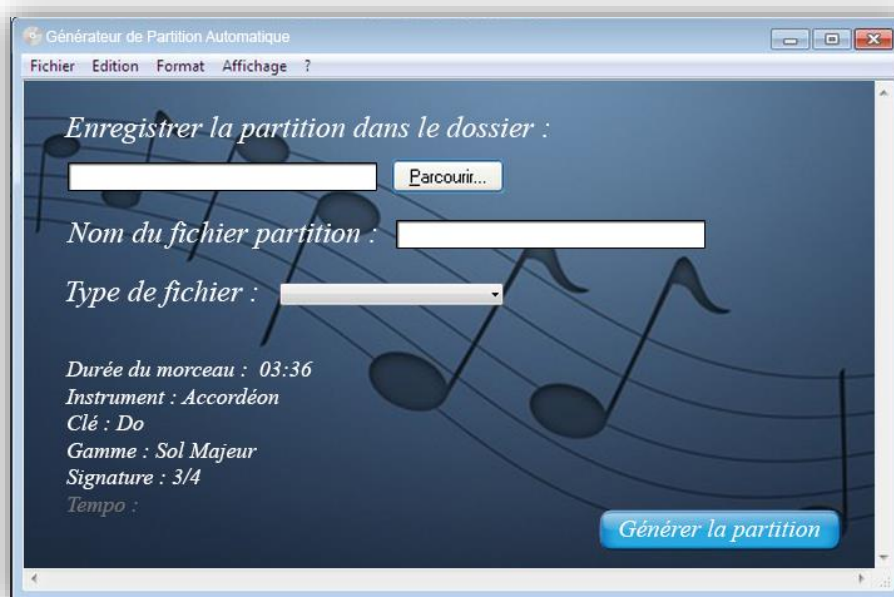 Générateur de Partition Automatique
Fichier Edition Format Affichage ?
Enregistrer la partition dans le dossier :
Parcourir...
Nom du fichier partition :
Type de fichier :
Durée du morceau : 03:36
Instrument : Accordéon
Clé : Do
Gamme : Sol Majeur
Signature : 3/4
Tempo :
Générer la partition